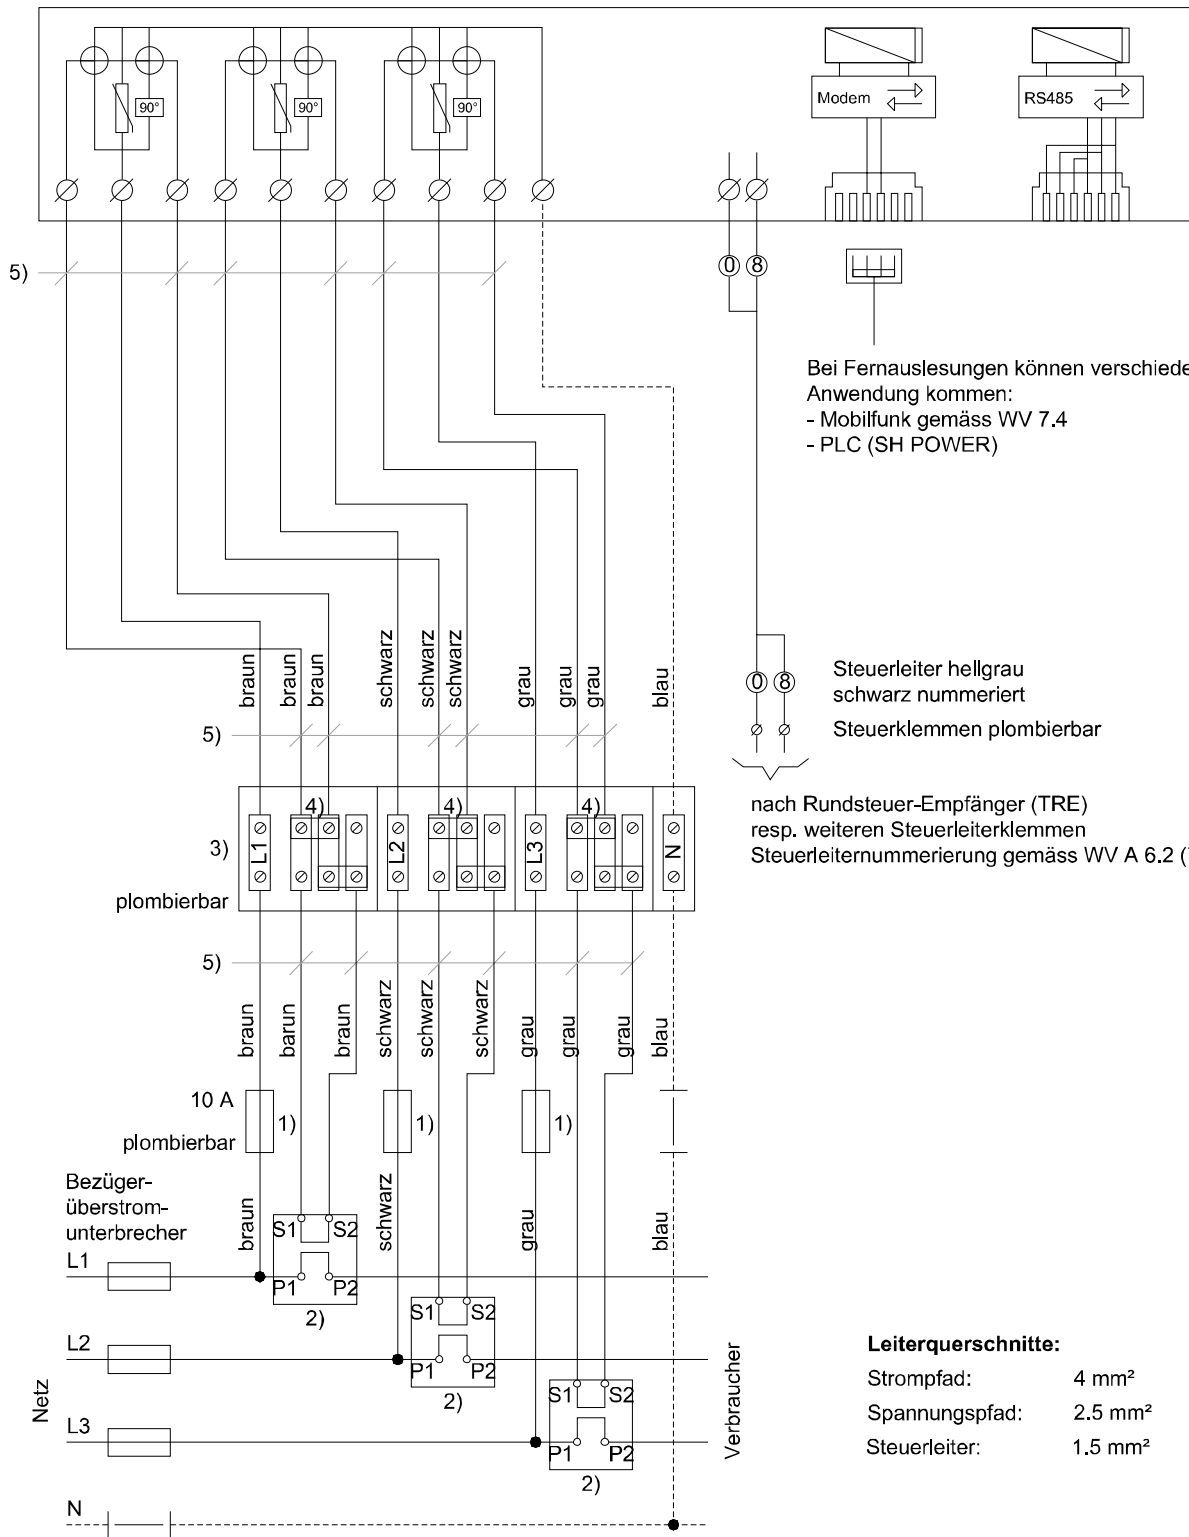 90°
90°
90°
Modem
RS485
5)
0 8
Bei Fernauslesungen können verschiede
Anwendung kommen:
- Mobilfunk gemäss WV 7.4
- PLC (SH POWER)
braun
braun
braun
schwarz
schwarz
schwarz
grau
grau
grau
blau
0 8
Steuerleiter hellgrau
schwarz nummeriert
Steuerklemmen plombierbar
5)
nach Rundsteuer-Empfänger (TRE)
resp. weiteren Steuerleiterklemmen
Steuerleiternummerierung gemäss WV A 6.2 (
4)
4)
4)
3)
L1
L2
L3
N
plombierbar
5)
braun
barun
braun
schwarz
schwarz
schwarz
grau
grau
grau
blau
10 A
1)
1)
1)
plombierbar
Bezüger-
überstrom-
unterbrecher
braun
schwarz
grau
blau
S1 S2
L1
P1 P2
2)
S1 S2
L2
P1 P2
2)
S1 S2
L3
P1 P2
2)
N
Netz
Verbraucher
Leiterquerschnitte:
Strompfad: 4 mm²
Spannungspfad: 2.5 mm²
Steuerleiter: 1.5 mm²